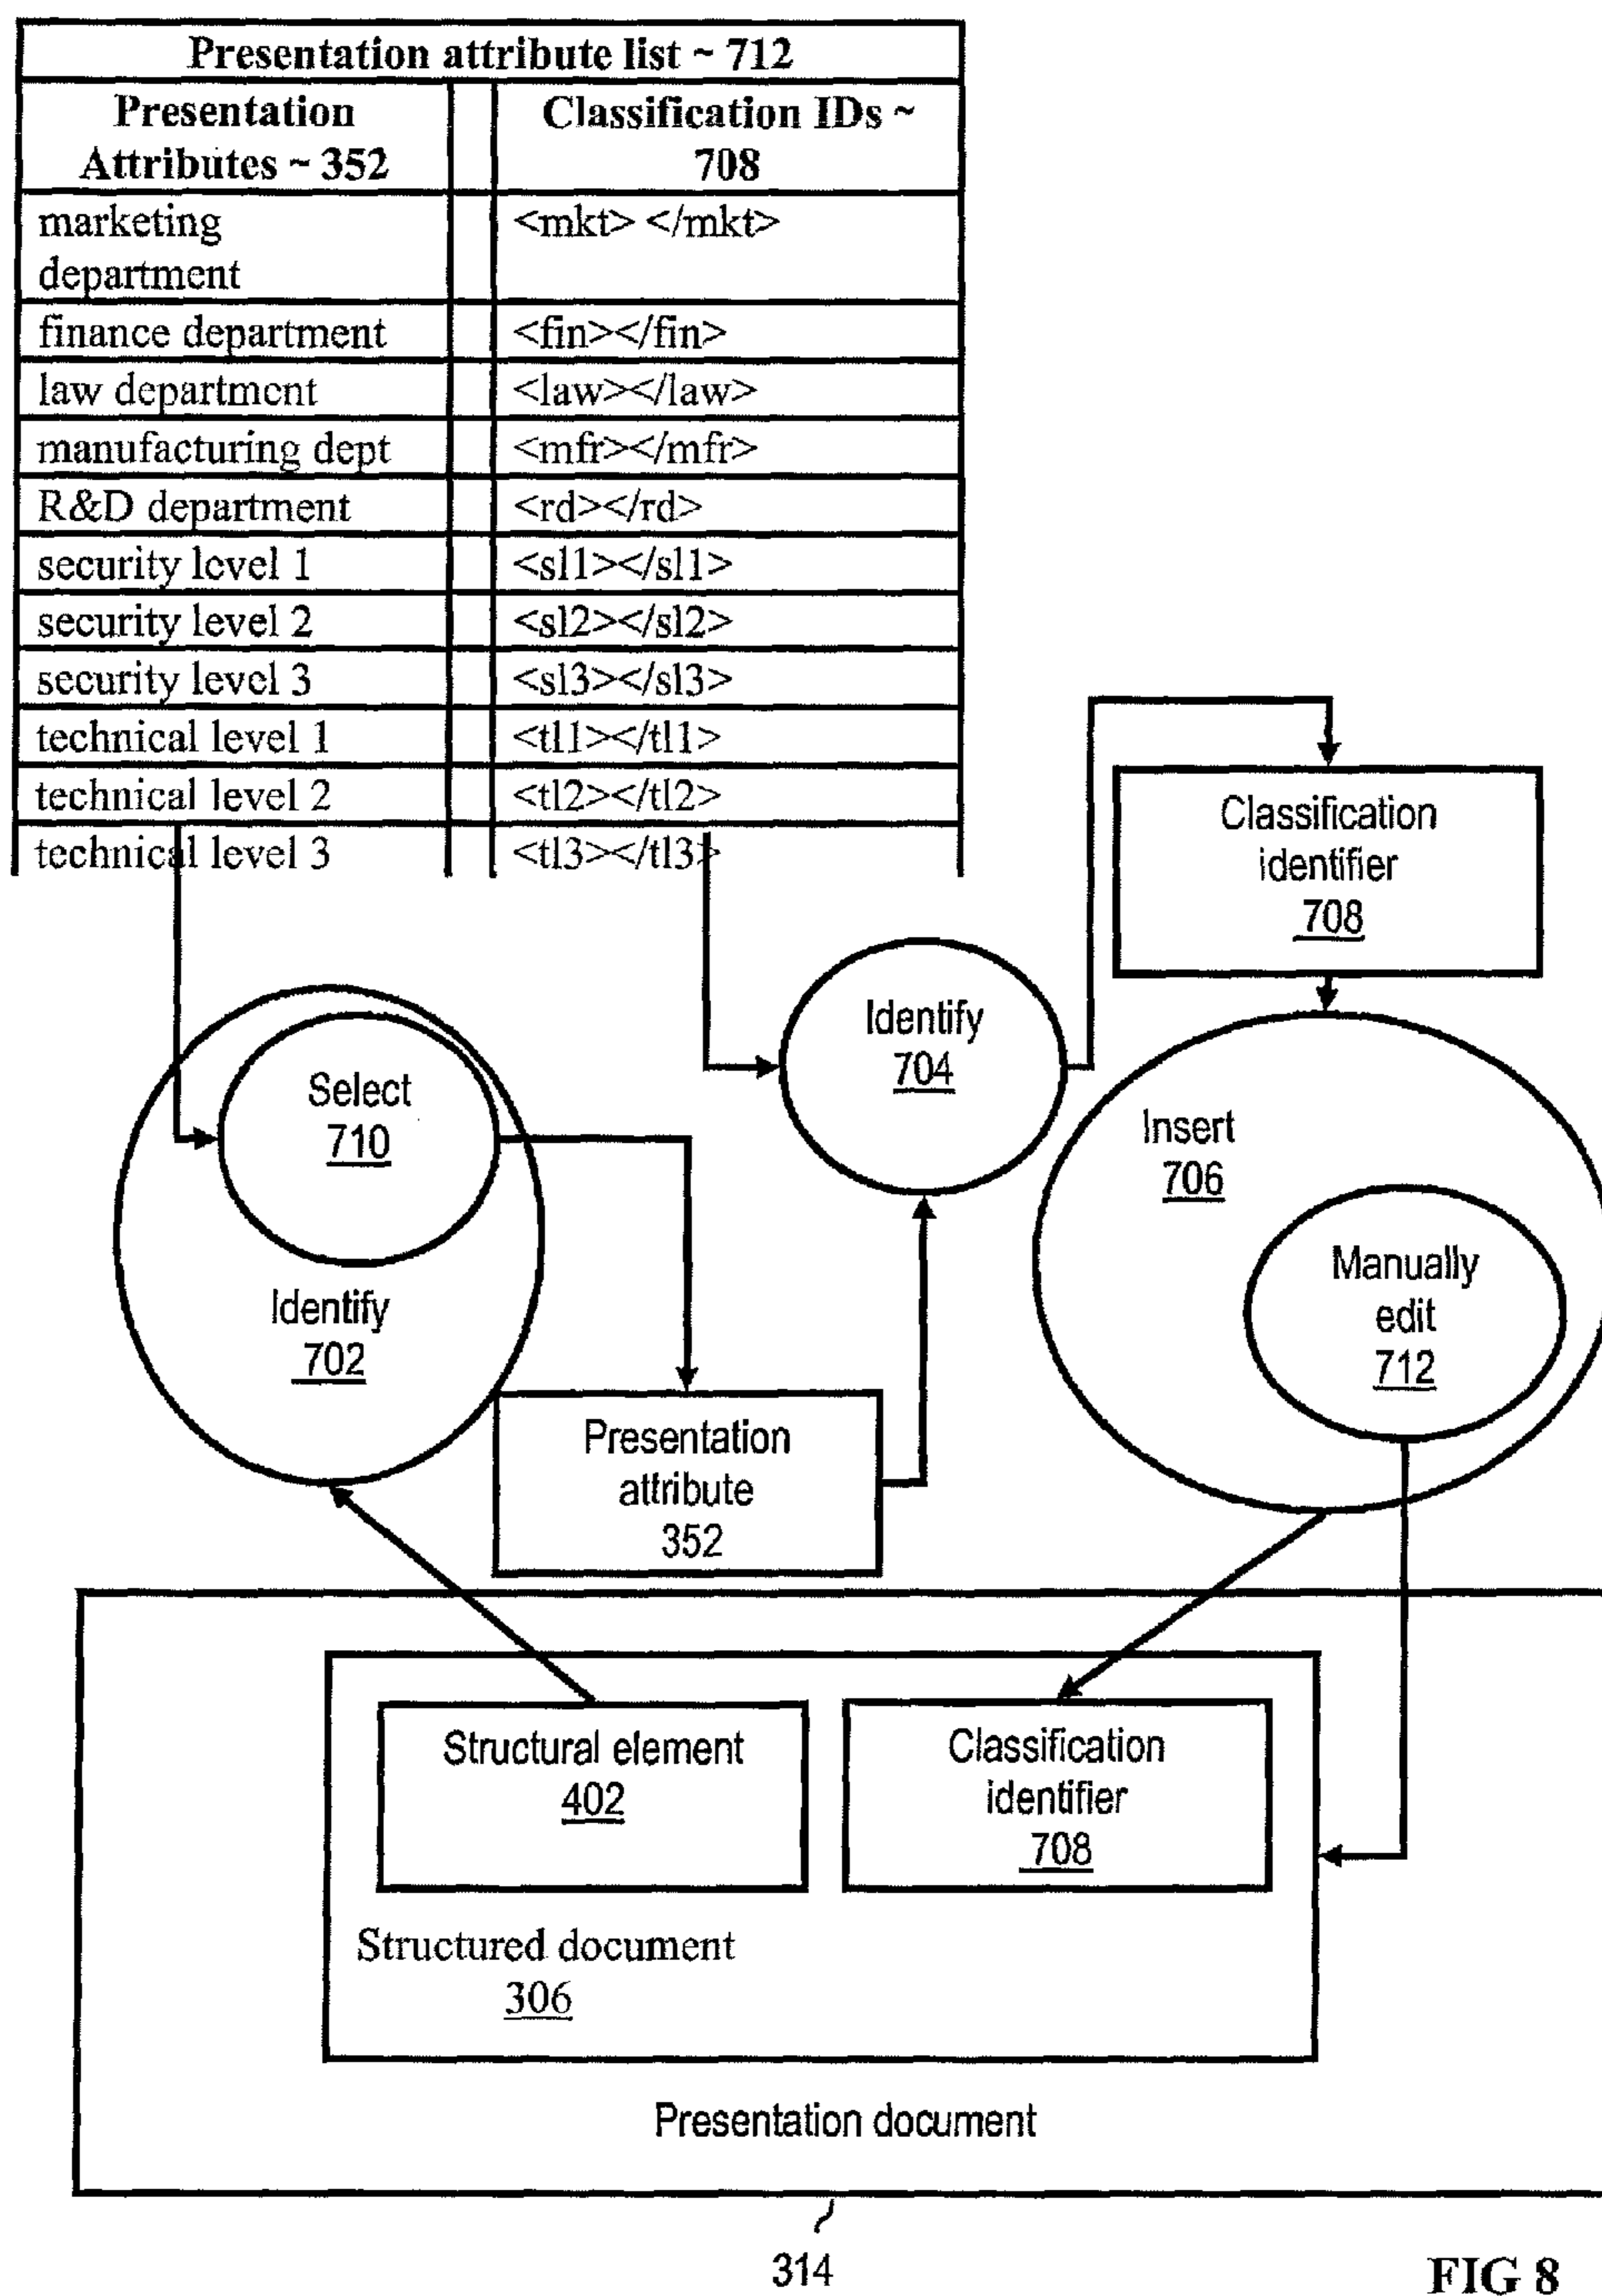 Presentation attribute list ~ 712
Presentation
Attributes ~ 352
Classification IDs ~
708
marketing
department
<mkt> </mkt>
finance department
<fin></fin>
law department
<law></law>
manufacturing dept
<mfr></mfr>
R&D department
<rd></rd>
security level 1
<sl1></sl1>
security level 2
<sl2></sl2>
security level 3
<sl3></sl3>
technical level 1
<tl1></tl1>
technical level 2
<tl2></tl2>
technical level 3
<tl3></tl3>
Classification
identifier
708
Identify
704
Select
710
Insert
706
Manually
edit
712
Identify
702
Presentation
attribute
352
Structural element
402
Classification
identifier
708
Structured document
306
Presentation document
314
FIG 8